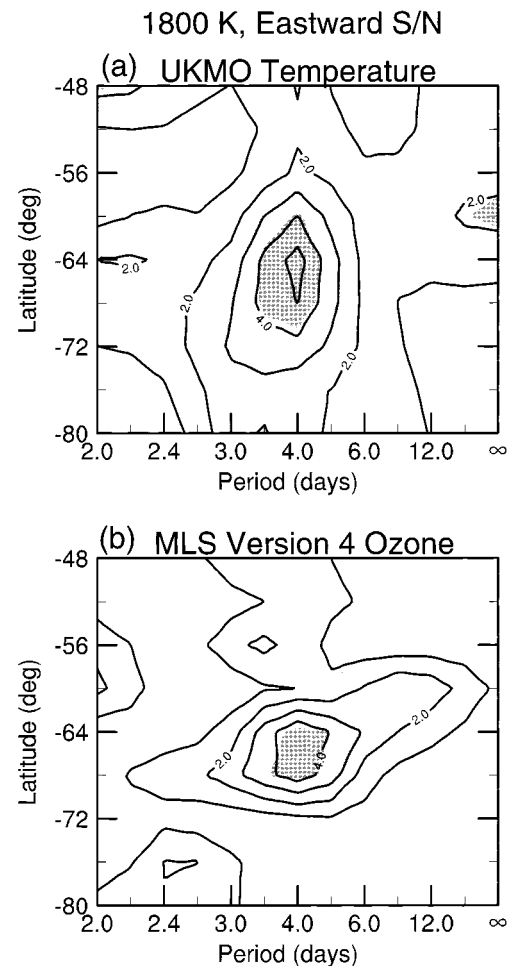 1800 K, Eastward S/N
(a) UKMO Temperature
-48
-56
-64
-72
-80
Latitude (deg)
2.0
2.0
2.0
2.0
4.0
2.0
2.0 2.4 3.0 4.0 6.0 12.0 ∞
Period (days)
(b) MLS Version 4 Ozone
-48
-56
-64
-72
-80
Latitude (deg)
2.0
2.0
4.0
2.0 2.4 3.0 4.0 6.0 12.0 ∞
Period (days)